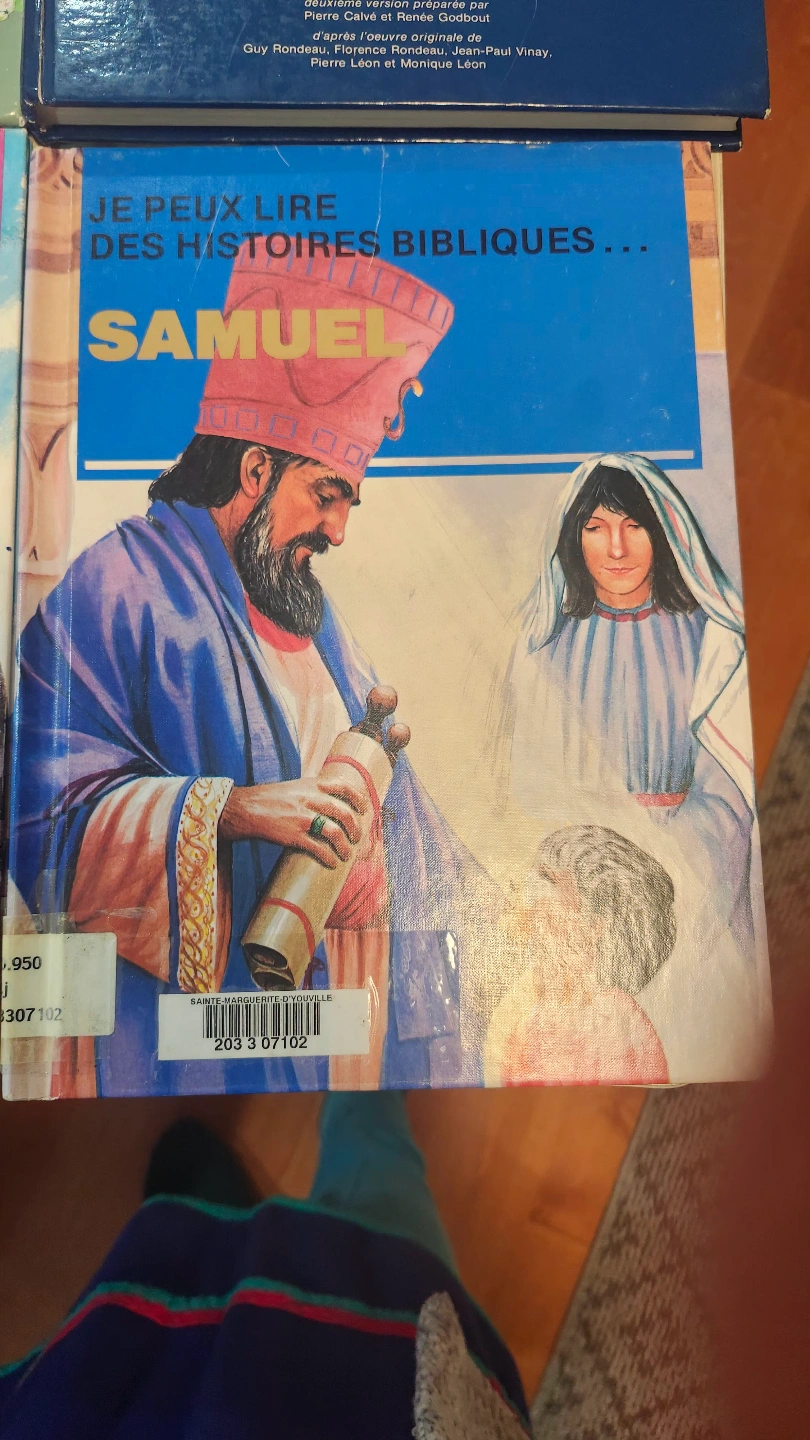 deuxième version préparée par
Pierre Calvé et Renée Godbout
d'après l'oeuvre originale de
Guy Rondeau, Florence Rondeau, Jean-Paul Vinay,
Pierre Léon et Monique Léon
JE PEUX LIRE
DES HISTOIRES BIBLIQUES...
SAMUEL
.950
j
3307102
SAINTE-MARGUERITE-D'YOUVILLE
203 3 07102